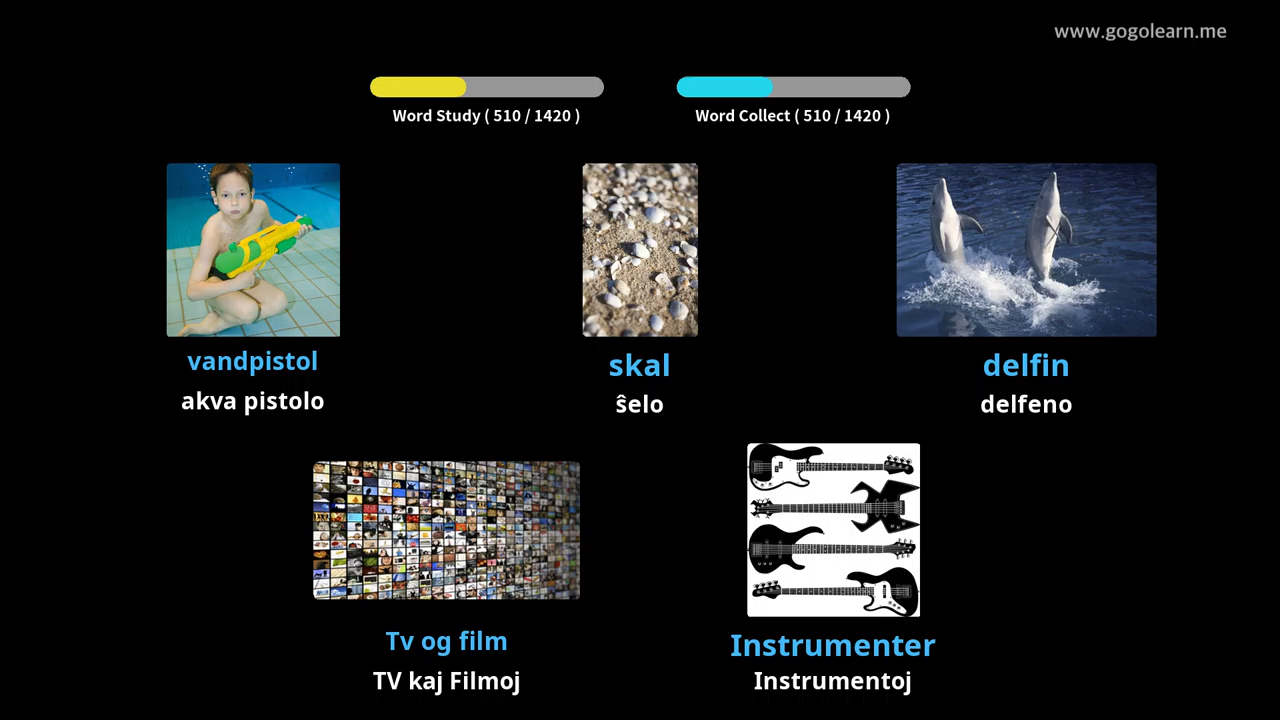 www.gogolearn.me
Word Study ( 510 / 1420 )
Word Collect ( 510 / 1420 )
vandpistol
akva pistolo
skal
ŝelo
delfin
delfeno
Tv og film
TV kaj Filmoj
Instrumenter
Instrumentoj